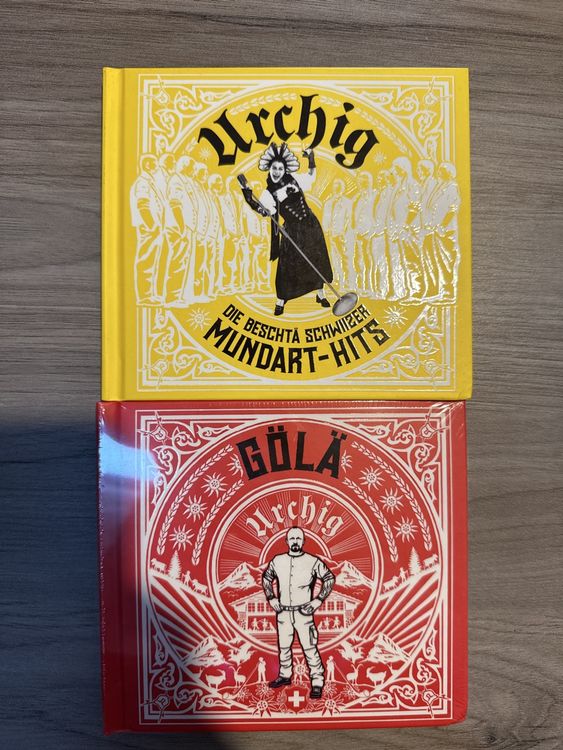 Urchig
DIE BESCHTÄ SCHWIIZER
MUNDART-HITS
GÖLÄ
Urchig